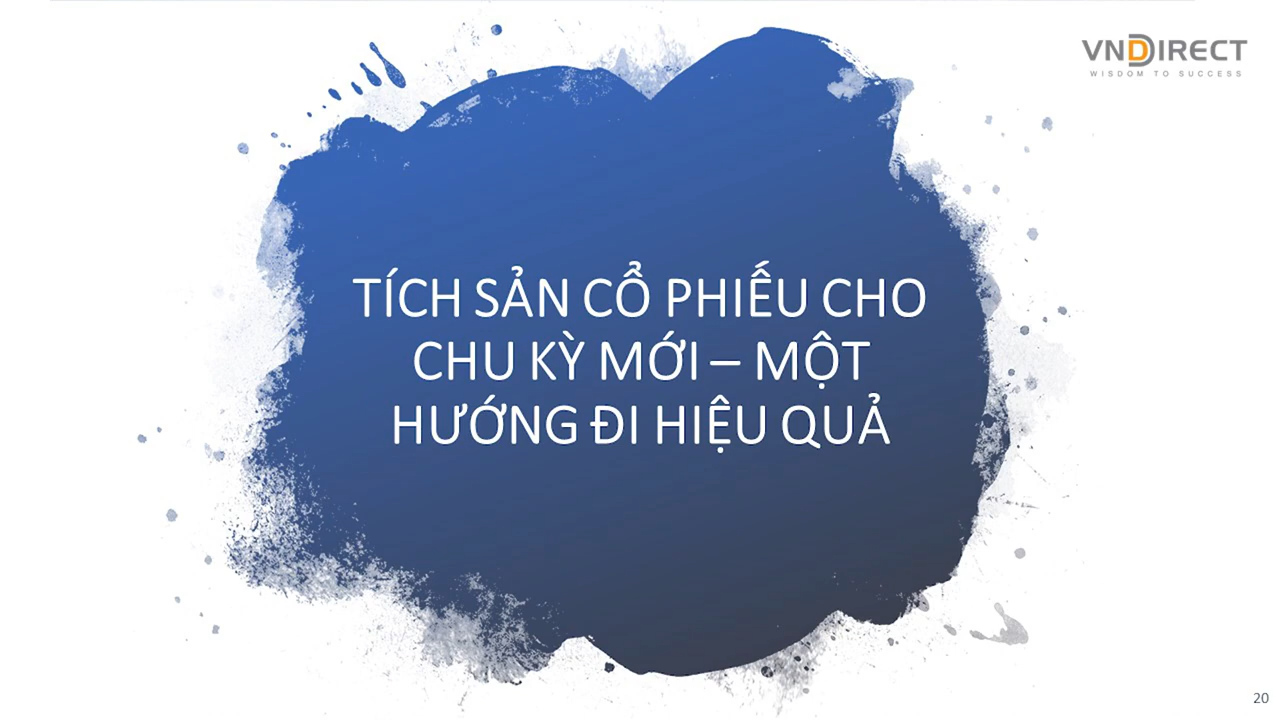 VNDIRECT
WISDOM TO SUCCESS
TÍCH SẢN CỔ PHIẾU CHO
CHU KỲ MỚI – MỘT
HƯỚNG ĐI HIỆU QUẢ
20